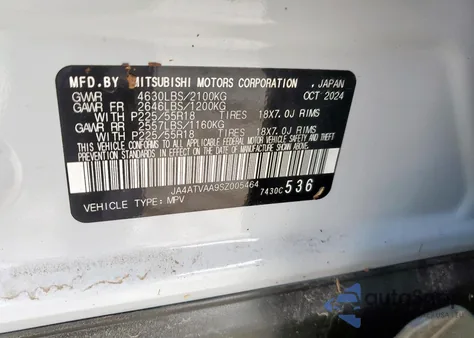 MFD.BY MITSUBISHI MOTORS CORPORATION , JAPAN
GVWR 4630LBS/2100KG OCT 2024
GAWR FR 2646LBS/1200KG
WITH P225/55R18 TIRES 18X7.0J RIMS
GAWR RR 2557LBS/1160KG
WITH P225/55R18 TIRES 18X7.0J RIMS
THIS VEHICLE CONFORMS TO ALL APPLICABLE FEDERAL MOTOR
VEHICLE SAFETY, BUMPER, AND THEFT
PREVENTION STANDARDS IN EFFECT ON THE DATE OF MANUFACTURE SHOWN ABOVE.
JA4ATVAA9SZ005464
7430C536
VEHICLE TYPE: MPV